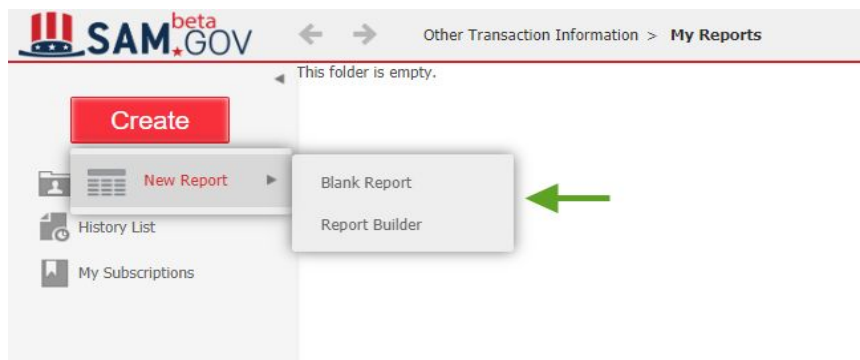 beta
SAM.GOV
Other Transaction Information > My Reports
This folder is empty.
Create
New Report
Blank Report
Report Builder
History List
My Subscriptions